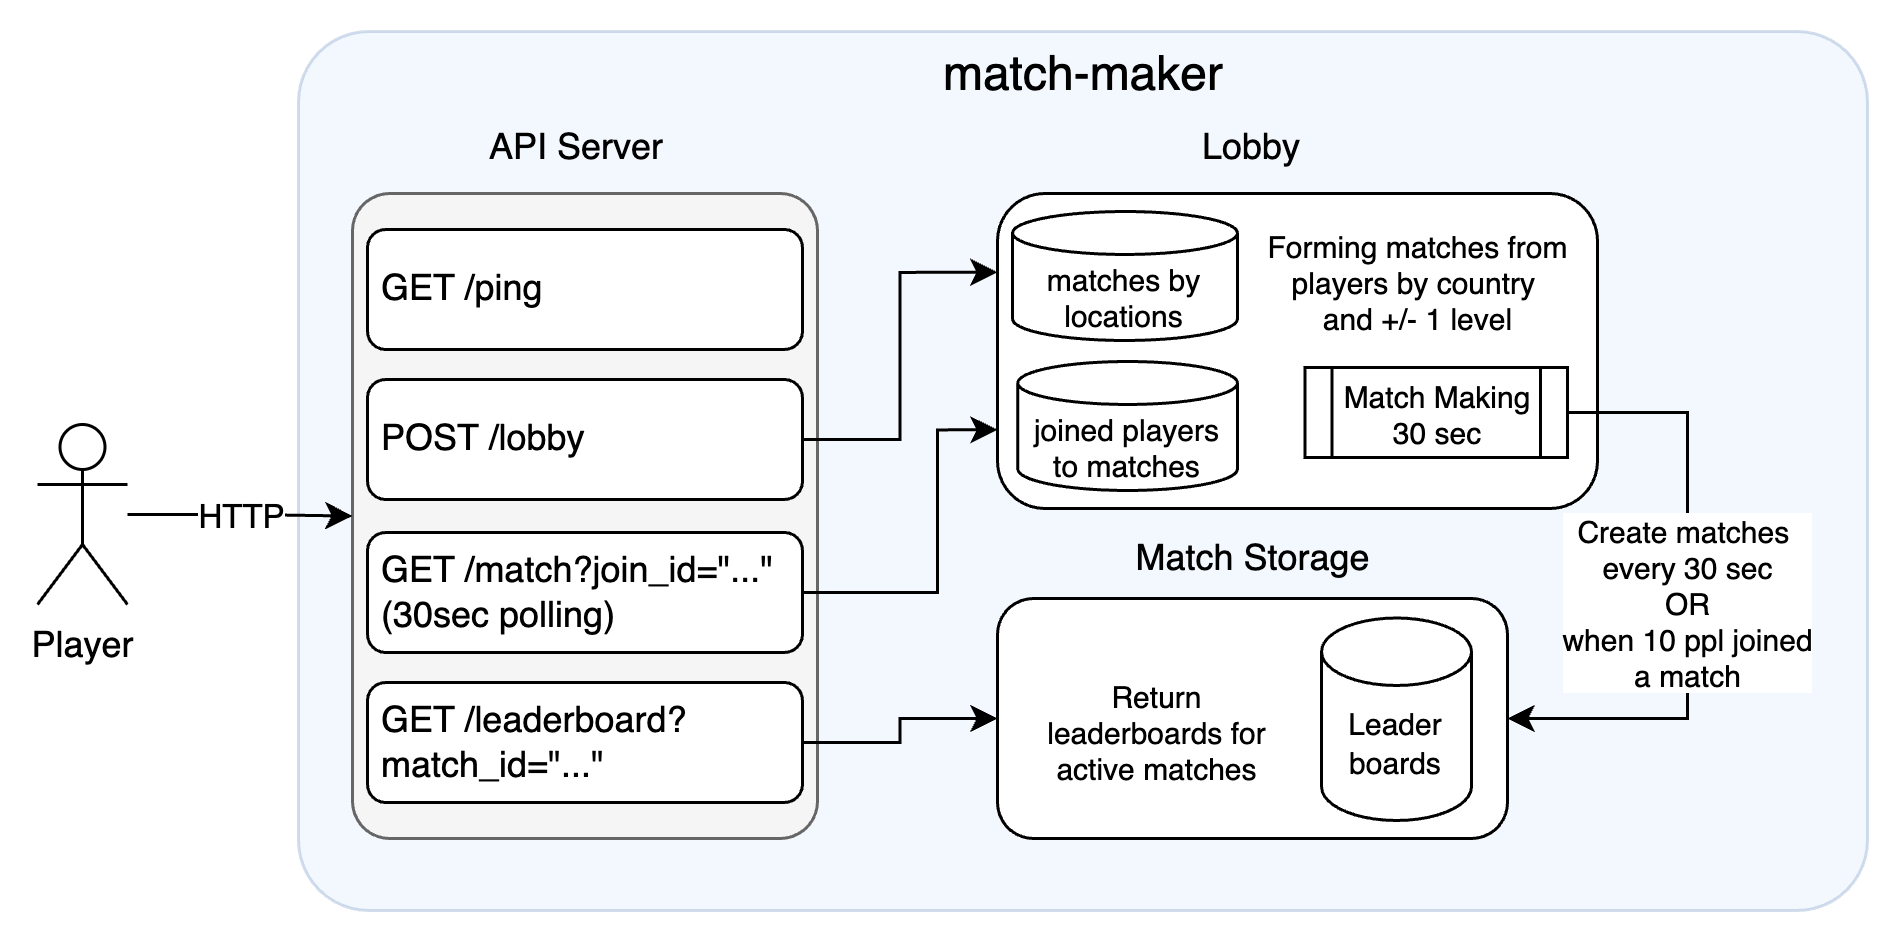 match-maker
API Server
GET /ping
POST /lobby
GET /match?join_id="..."
(30sec polling)
GET /leaderboard?
match_id="..."
HTTP
Player
Lobby
matches by
locations
Forming matches from
players by country
and +/- 1 level
joined players
to matches
Match Making
30 sec
Create matches
every 30 sec
OR
when 10 ppl joined
a match
Match Storage
Return
leaderboards for
active matches
Leader
boards